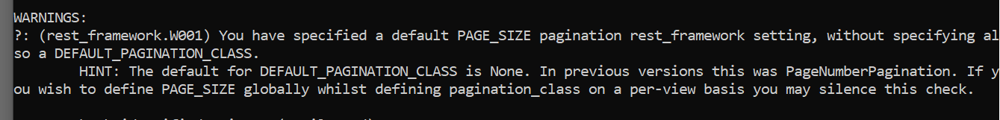 WARNINGS:
?: (rest_framework.W001) You have specified a default PAGE_SIZE pagination rest_framework setting, without specifying al
so a DEFAULT_PAGINATION_CLASS.
        HINT: The default for DEFAULT_PAGINATION_CLASS is None. In previous versions this was PageNumberPagination. If y
ou wish to define PAGE_SIZE globally whilst defining pagination_class on a per-view basis you may silence this check.